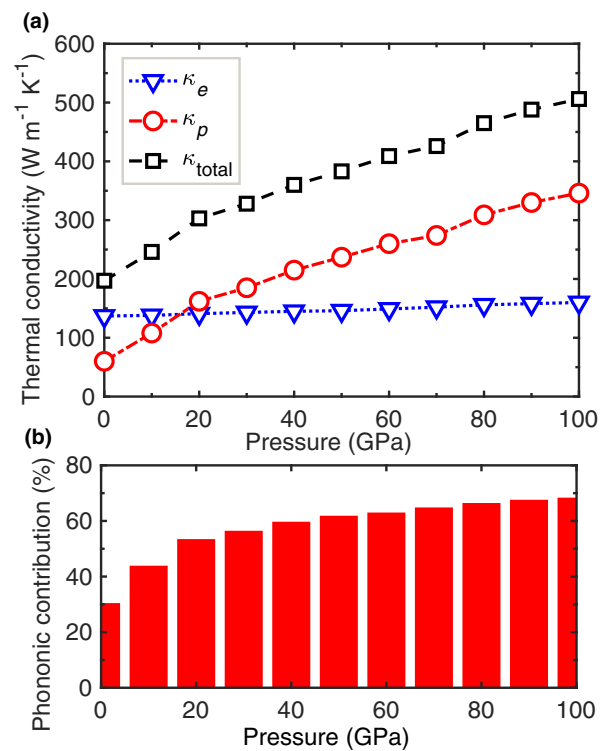 (a)
600
500
400
300
200
100
0
Thermal conductivity (W m⁻¹ K⁻¹)
κₑ
κₚ
κtotal
0 20 40 60 80 100
Pressure (GPa)
(b)
80
60
40
20
0
Phononic contribution (%)
0 20 40 60 80 100
Pressure (GPa)